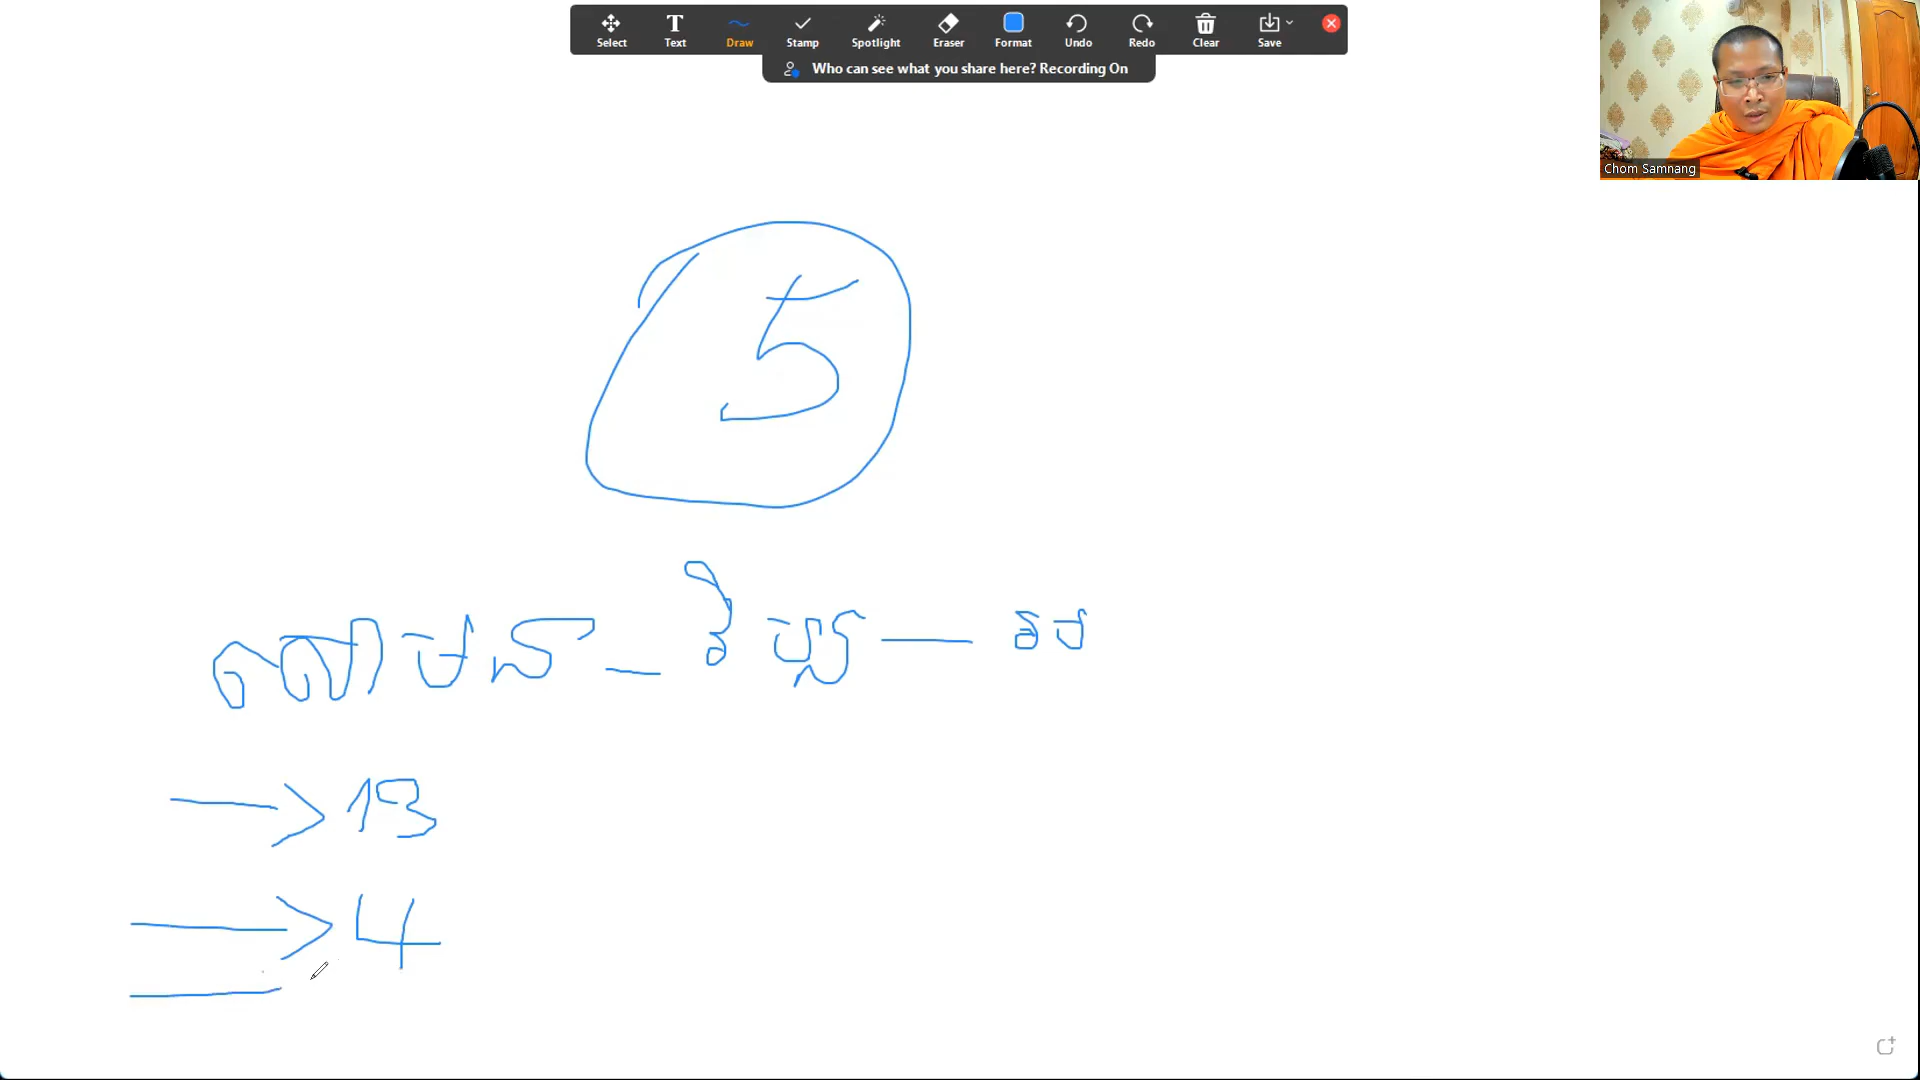 Select Text Draw Stamp Spotlight Eraser Format Undo Redo Clear Save
Who can see what you share here? Recording On
Chom Samnang
5
13
4